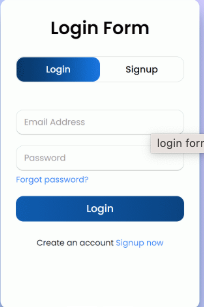 Login Form
Login Signup
Email Address
login form
Password
Forgot password?
Login
Create an account Signup now